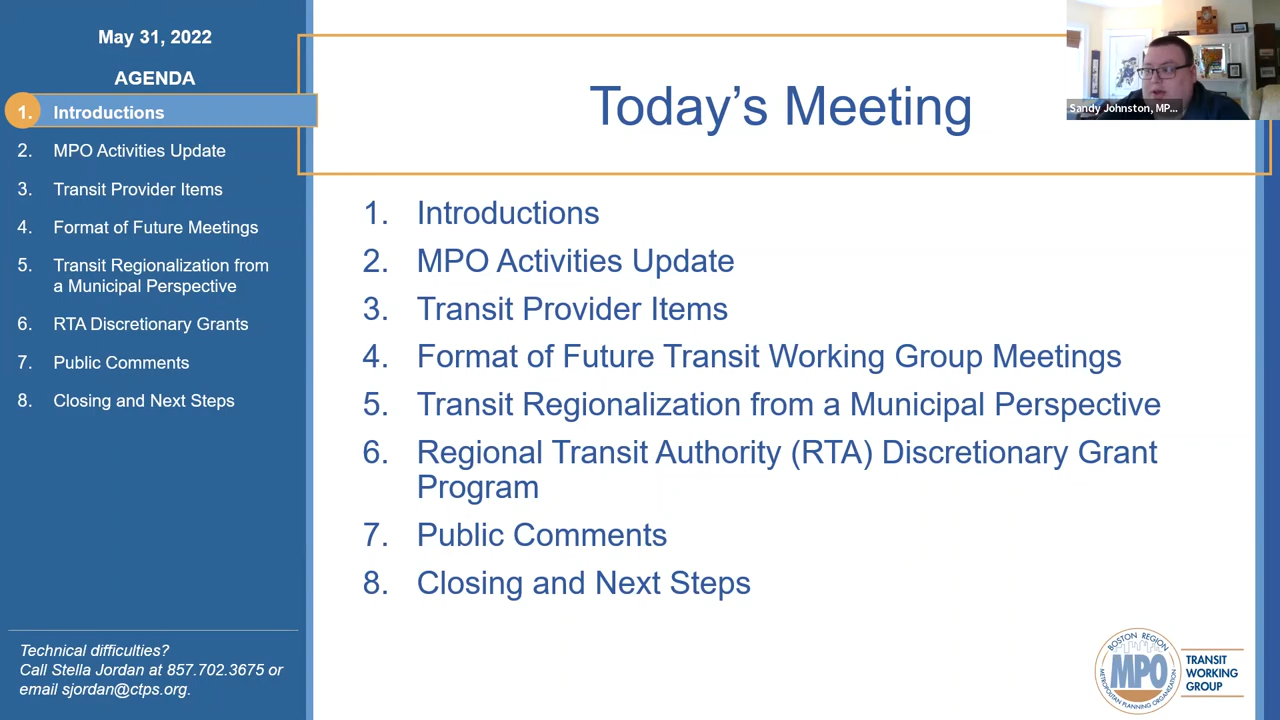 May 31, 2022
AGENDA
1. Introductions
2. MPO Activities Update
3. Transit Provider Items
4. Format of Future Meetings
5. Transit Regionalization from
a Municipal Perspective
6. RTA Discretionary Grants
7. Public Comments
8. Closing and Next Steps
Technical difficulties?
Call Stella Jordan at 857.702.3675 or
email sjordan@ctps.org.
Today's Meeting
1. Introductions
2. MPO Activities Update
3. Transit Provider Items
4. Format of Future Transit Working Group Meetings
5. Transit Regionalization from a Municipal Perspective
6. Regional Transit Authority (RTA) Discretionary Grant
Program
7. Public Comments
8. Closing and Next Steps
Sandy Johnston, MP...
BOSTON REGION
MPO
METROPOLITAN PLANNING ORGANIZATION
TRANSIT
WORKING
GROUP